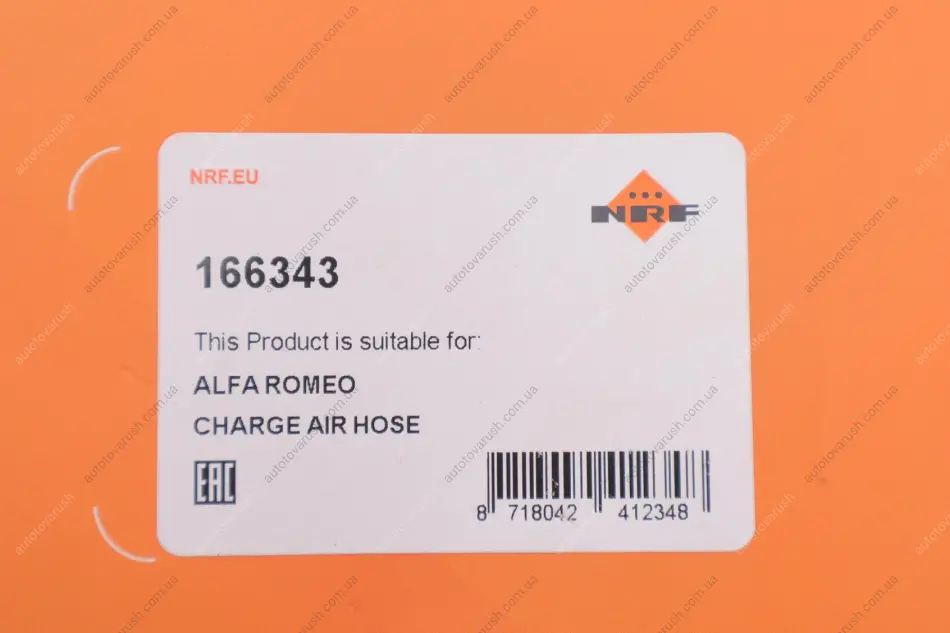 NRF.EU
NRF
166343
This Product is suitable for:
ALFA ROMEO
CHARGE AIR HOSE
EAC
8 718042 412348
autotovarush.com.ua